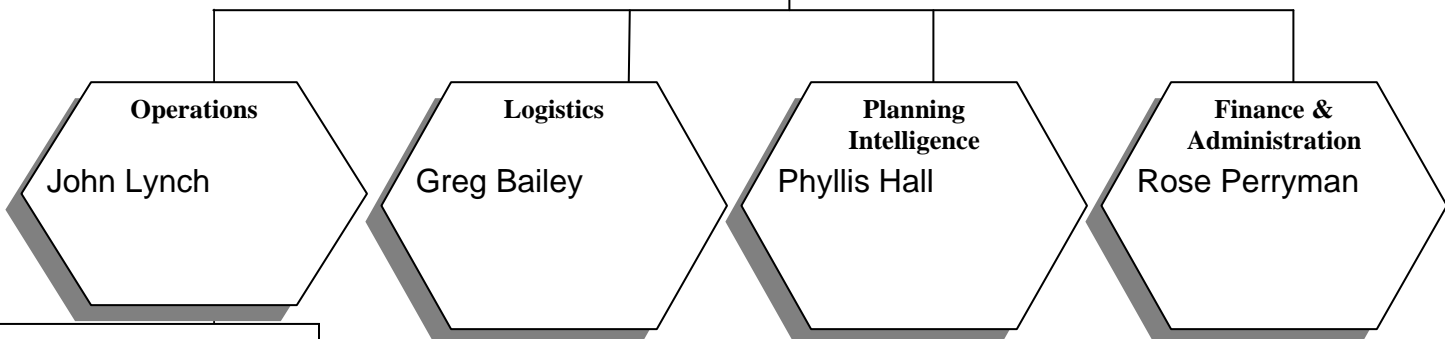 Operations
John Lynch
Logistics
Greg Bailey
Planning
Intelligence
Phyllis Hall
Finance &
Administration
Rose Perryman